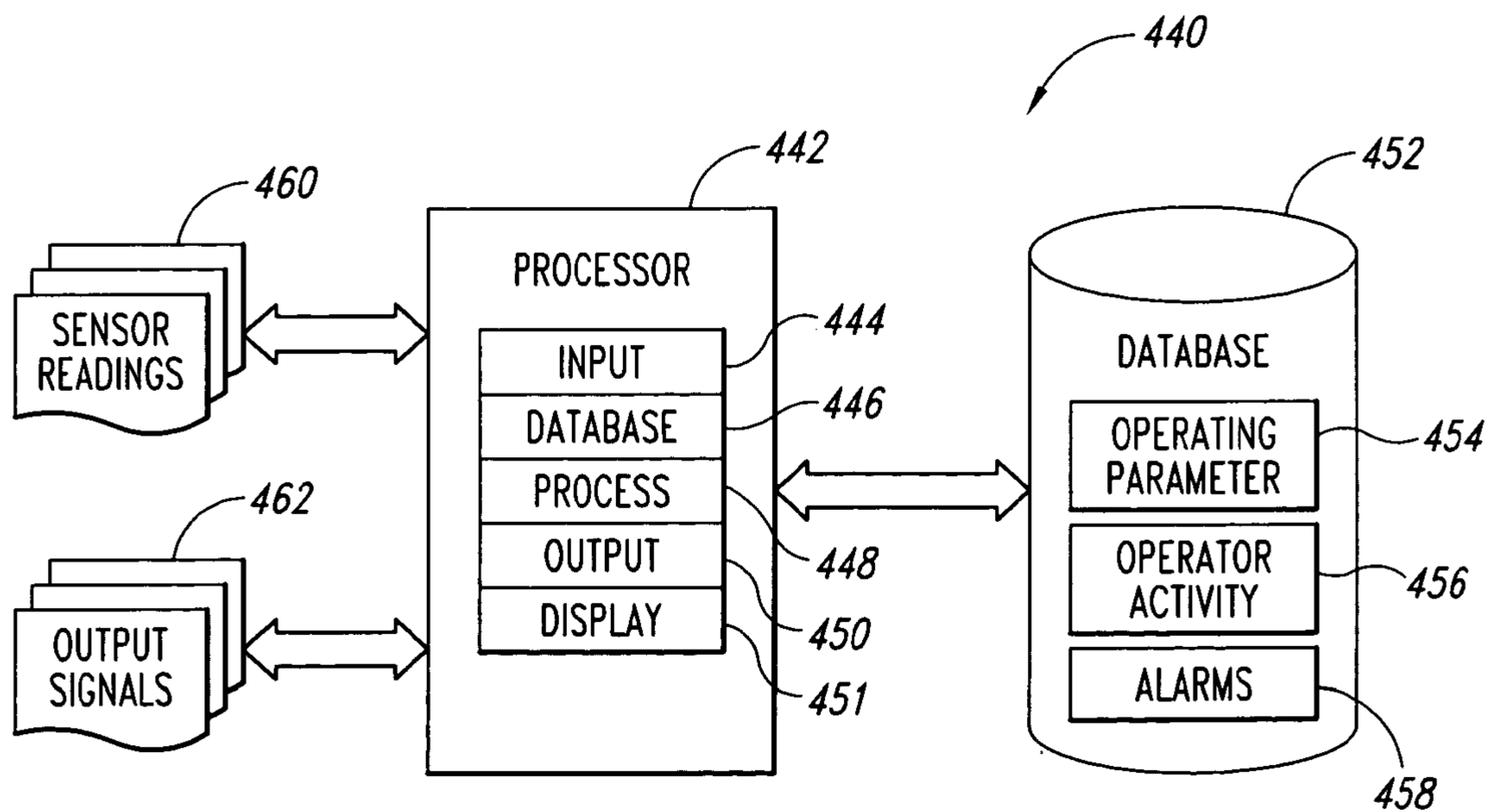 440
442
452
460
PROCESSOR
SENSOR
READINGS
444
INPUT
DATABASE
446
DATABASE
OPERATING
PARAMETER
454
PROCESS
448
462
OUTPUT
450
OPERATOR
ACTIVITY
456
DISPLAY
451
OUTPUT
SIGNALS
ALARMS
458